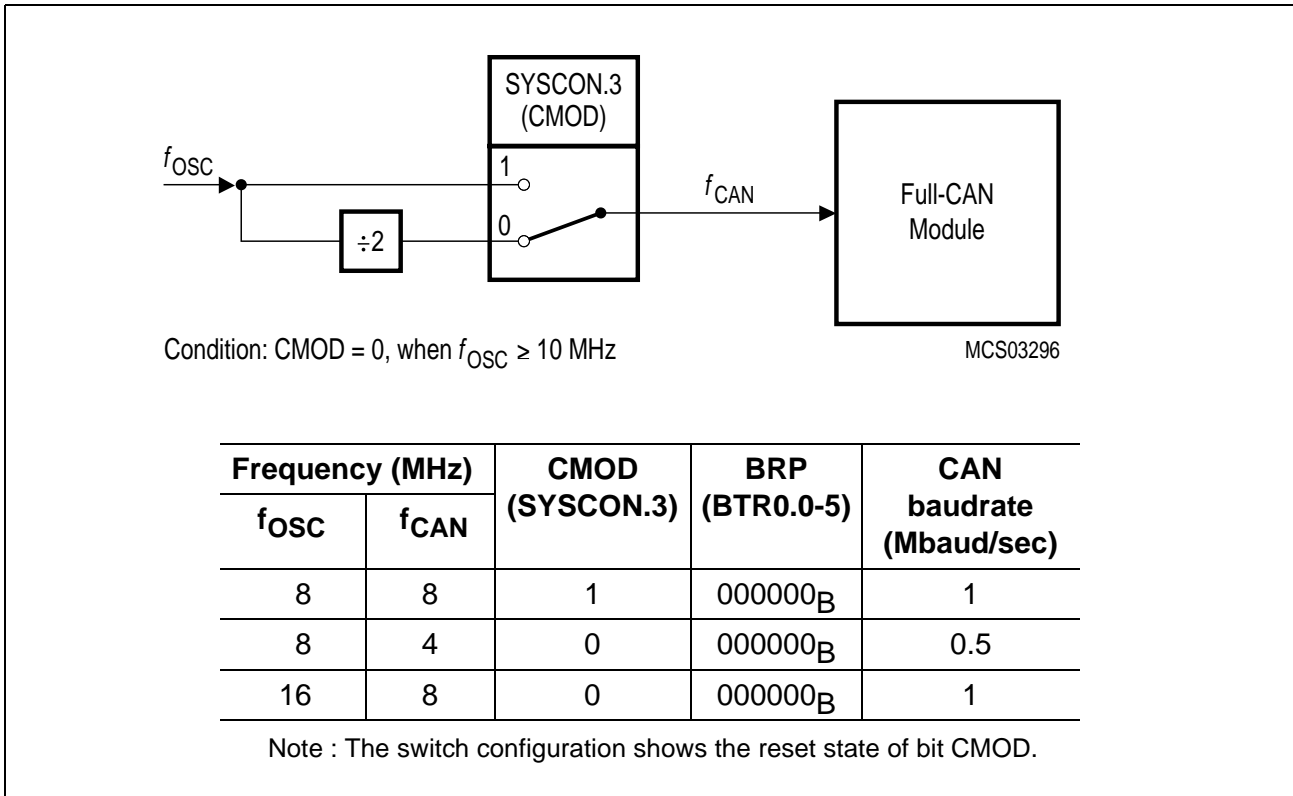 SYSCON.3
(CMOD)
fOSC
1
fCAN
Full-CAN
Module
0
÷2
Condition: CMOD = 0, when fOSC ≥ 10 MHz
MCS03296
Frequency (MHz) CMOD (SYSCON.3) BRP (BTR0.0-5) CAN baudrate (Mbaud/sec)
fOSC fCAN
8 8 1 000000B 1
8 4 0 000000B 0.5
16 8 0 000000B 1
Note : The switch configuration shows the reset state of bit CMOD.